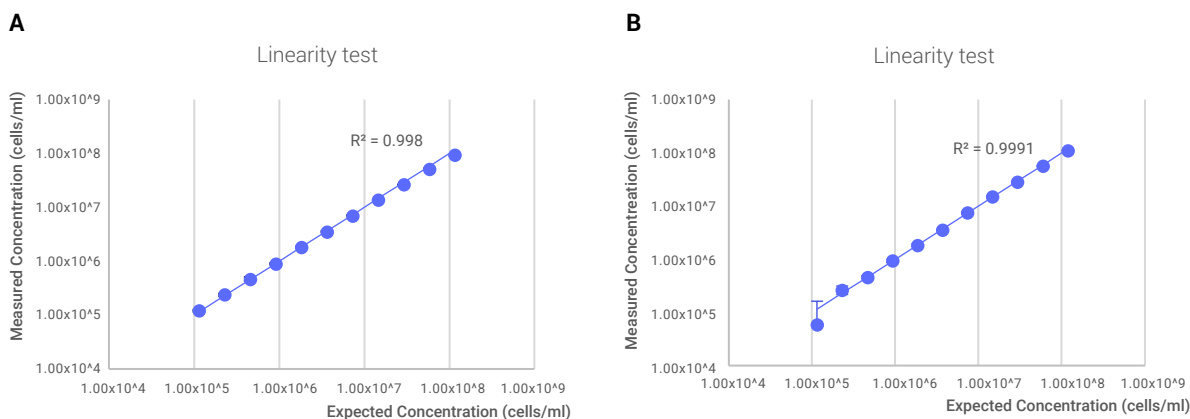 A
Linearity test
Measured Concentration (cells/ml)
1.00x10^9
1.00x10^8
1.00x10^7
1.00x10^6
1.00x10^5
1.00x10^4
R² = 0.998
1.00x10^4 1.00x10^5 1.00x10^6 1.00x10^7 1.00x10^8 1.00x10^9
Expected Concentration (cells/ml)
B
Linearity test
Measured Concentreation (cells/ml)
1.00x10^9
1.00x10^8
1.00x10^7
1.00x10^6
1.00x10^5
1.00x10^4
R² = 0.9991
1.00x10^4 1.00x10^5 1.00x10^6 1.00x10^7 1.00x10^8 1.00x10^9
Expected Concentration (cells/ml)